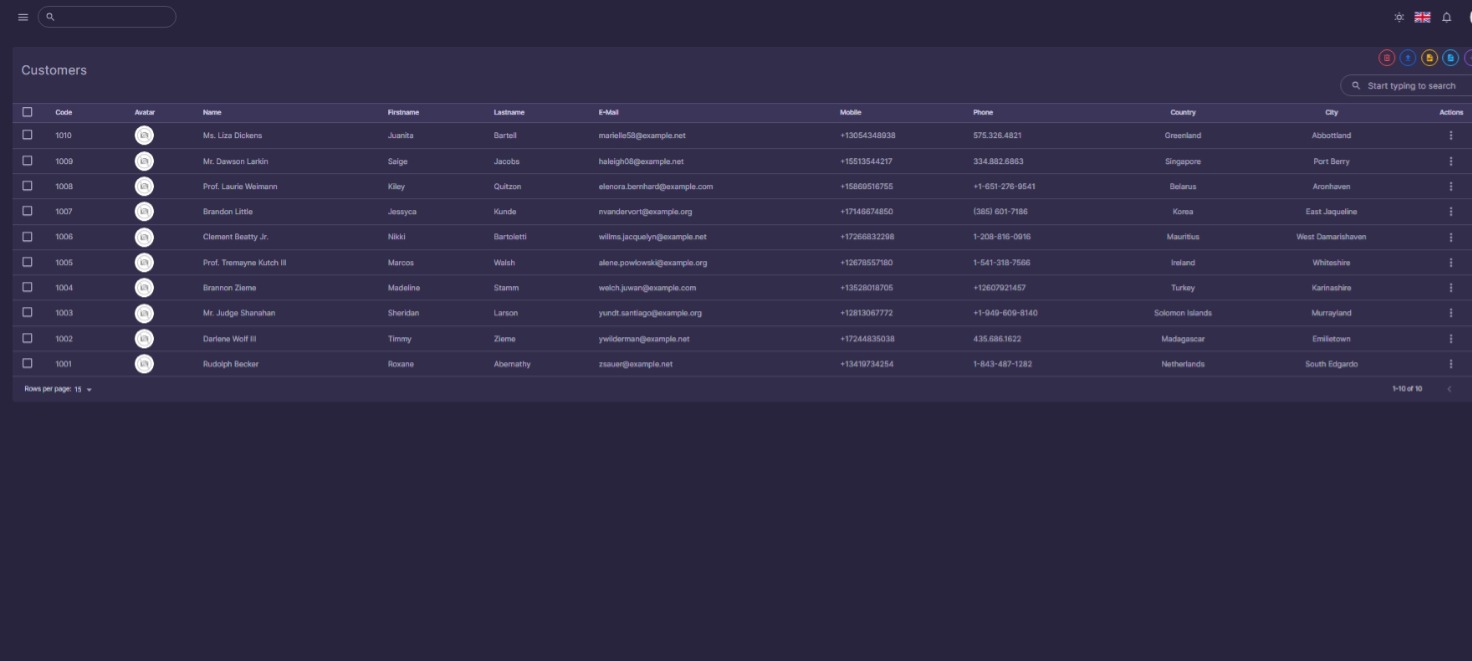 Customers
Start typing to search
Code Avatar Name Firstname Lastname E-Mail Mobile Phone Country City Actions
1010 Ms. Liza Dickens Juanita Bartell marielle58@example.net +13054348938 575.326.4821 Greenland Abbottland
1009 Mr. Dawson Larkin Saige Jacobs haleigh08@example.net +15513544217 334.882.6863 Singapore Port Berry
1008 Prof. Laurie Weimann Kiley Quitzon elenora.bernhard@example.com +15869516755 +1-651-276-9541 Belarus Aronhaven
1007 Brandon Little Jessyca Kunde nvandervort@example.org +17146674850 (385) 601-7186 Korea East Jaqueline
1006 Clement Beatty Jr. Nikki Bartoletti willms.jacquelyn@example.net +17266832298 1-208-816-0916 Mauritius West Damarishaven
1005 Prof. Tremayne Kutch III Marcos Walsh alene.powlowski@example.org +12678557180 1-541-318-7566 Ireland Whiteshire
1004 Brannon Zieme Madeline Stamm welch.juwan@example.com +13528018705 +12607921457 Turkey Karinashire
1003 Mr. Judge Shanahan Sheridan Larson yundt.santiago@example.org +12813067772 +1-949-609-8140 Solomon Islands Murrayland
1002 Darlene Wolf III Timmy Zieme ywilderman@example.net +17244835038 435.686.1622 Madagascar Emilietown
1001 Rudolph Becker Roxane Abernathy zsauer@example.net +13419734254 1-843-487-1282 Netherlands South Edgardo
Rows per page: 15 1-10 of 10